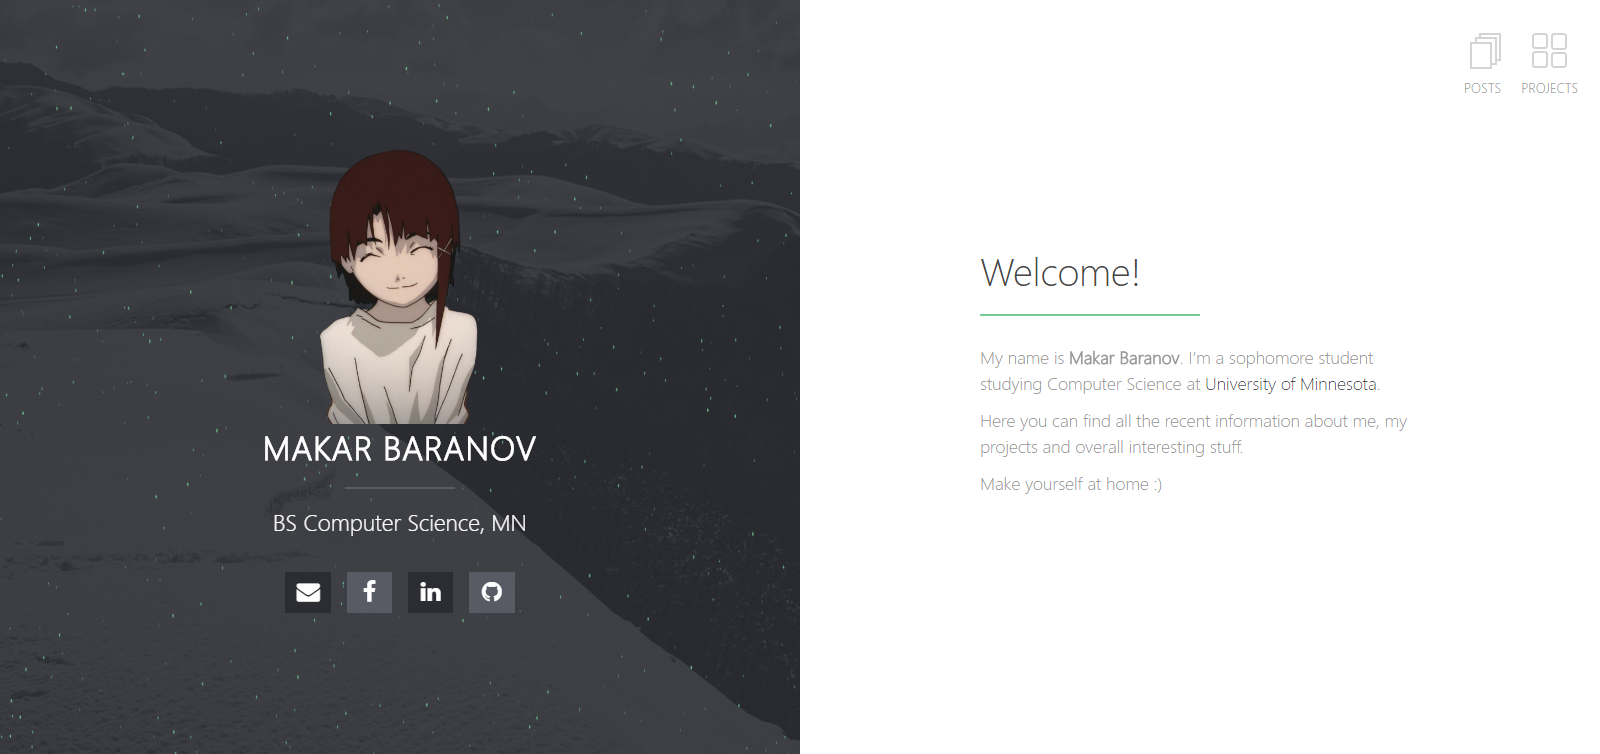 MAKAR BARANOV
BS Computer Science, MN
POSTS
PROJECTS
Welcome!
My name is Makar Baranov. I'm a sophomore student
studying Computer Science at University of Minnesota.
Here you can find all the recent information about me, my
projects and overall interesting stuff.
Make yourself at home :)